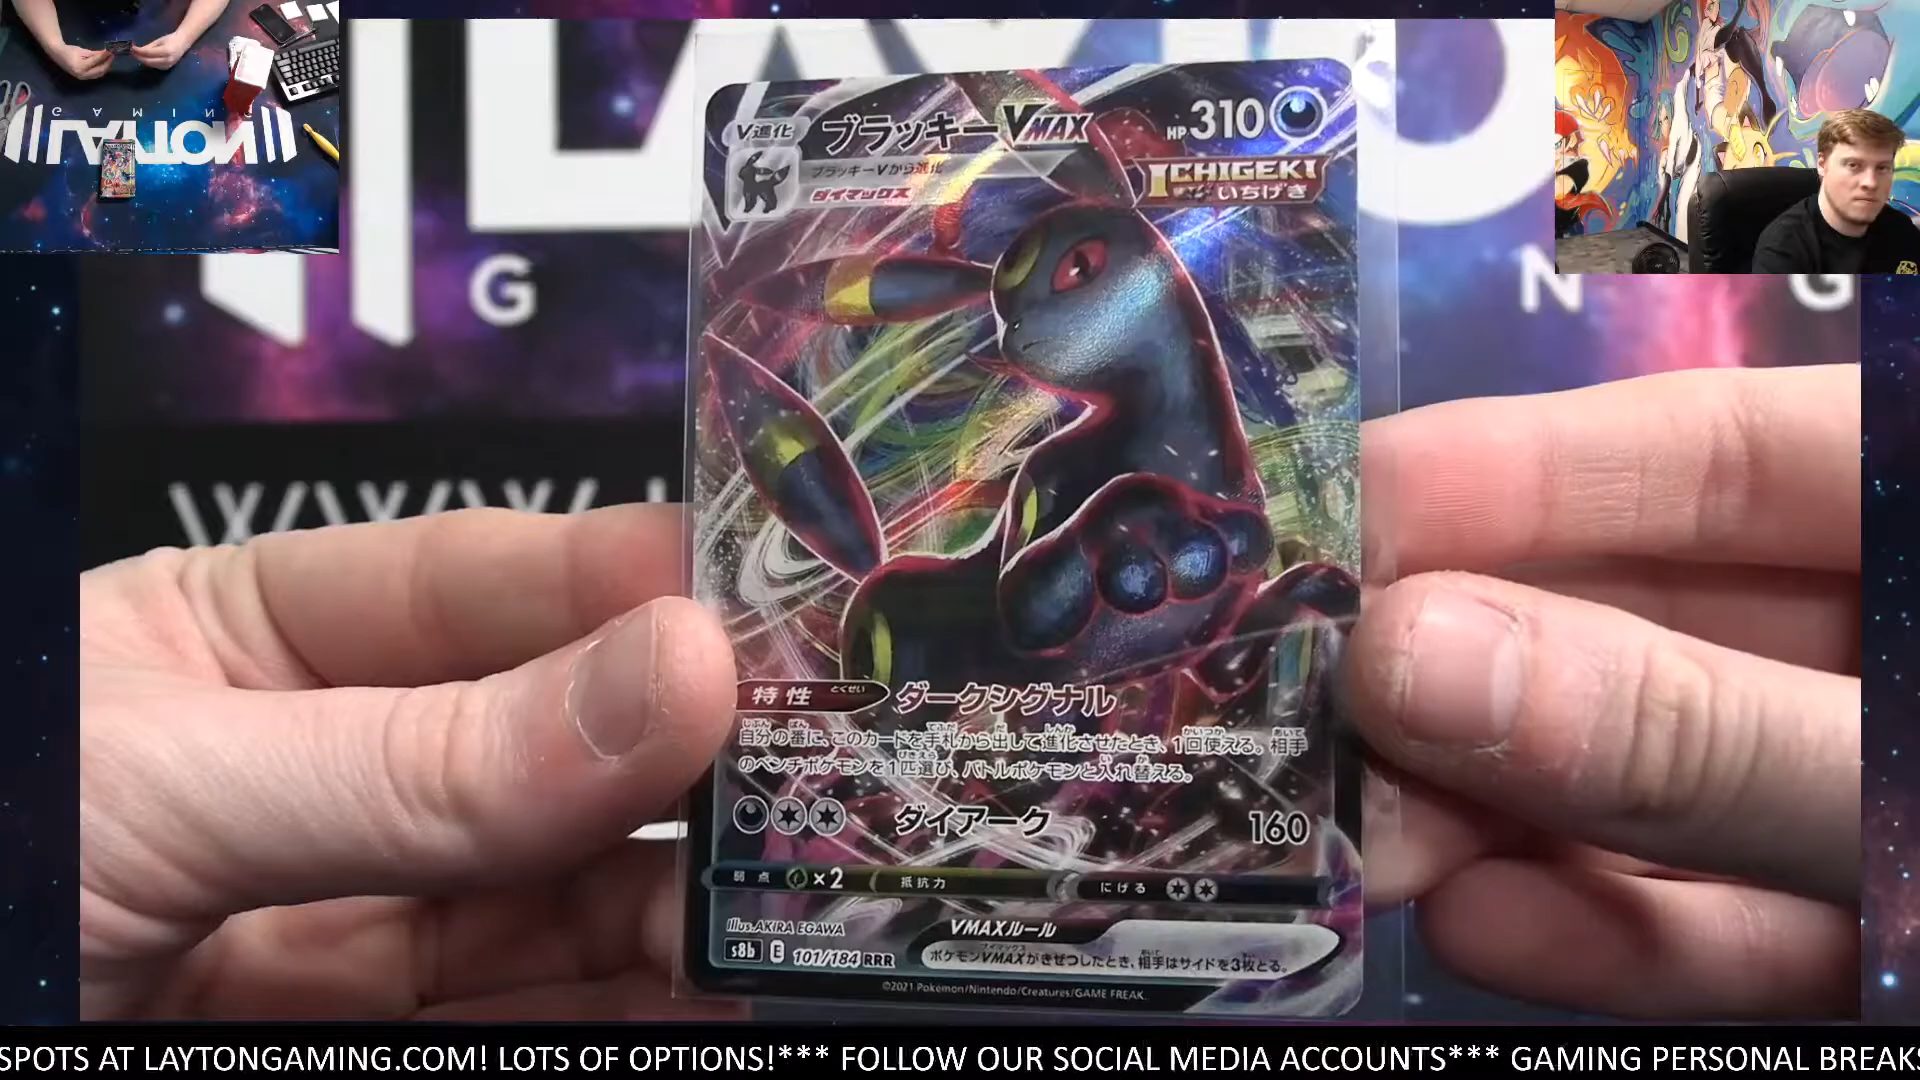 V進化
ブラッキーVMAX
HP 310
ブラッキーVから進化
ダイマックス
ICHIGEKI
いちげき
GAMING
LAYTON
G
N G
特性 とくせい ダークシグナル
自分の番に、このカードを手札から出して進化させたとき、1回使える。相手
のベンチポケモンを1匹選び、バトルポケモンと入れ替える。
ダイアーク 160
弱点 ×2 抵抗力 にげる
Illus. AKIRA EGAWA
VMAXルール
s8b E 101/184 RRR
ポケモンVMAXがきぜつしたとき、相手はサイドを3枚とる。
©2021 Pokémon/Nintendo/Creatures/GAME FREAK.
SPOTS AT LAYTONGAMING.COM! LOTS OF OPTIONS!*** FOLLOW OUR SOCIAL MEDIA ACCOUNTS*** GAMING PERSONAL BREAKS